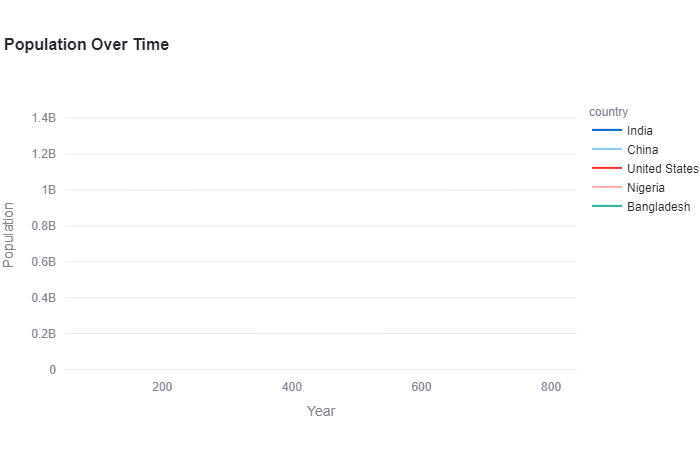 Population Over Time
country
India
China
United States
Nigeria
Bangladesh
Population
1.4B
1.2B
1B
0.8B
0.6B
0.4B
0.2B
0
200 400 600 800
Year